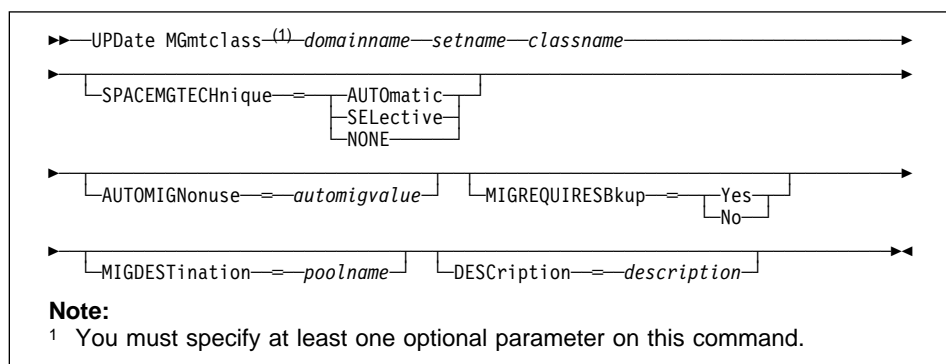 UPDate MGmtclass (1) domainname setname classname
SPACEMGTECHnique = AUTOmatic
SELective
NONE
AUTOMIGNonuse = automigvalue MIGREQUIRESBkup = Yes
No
MIGDESTination = poolname DESCription = description
Note:
1 You must specify at least one optional parameter on this command.